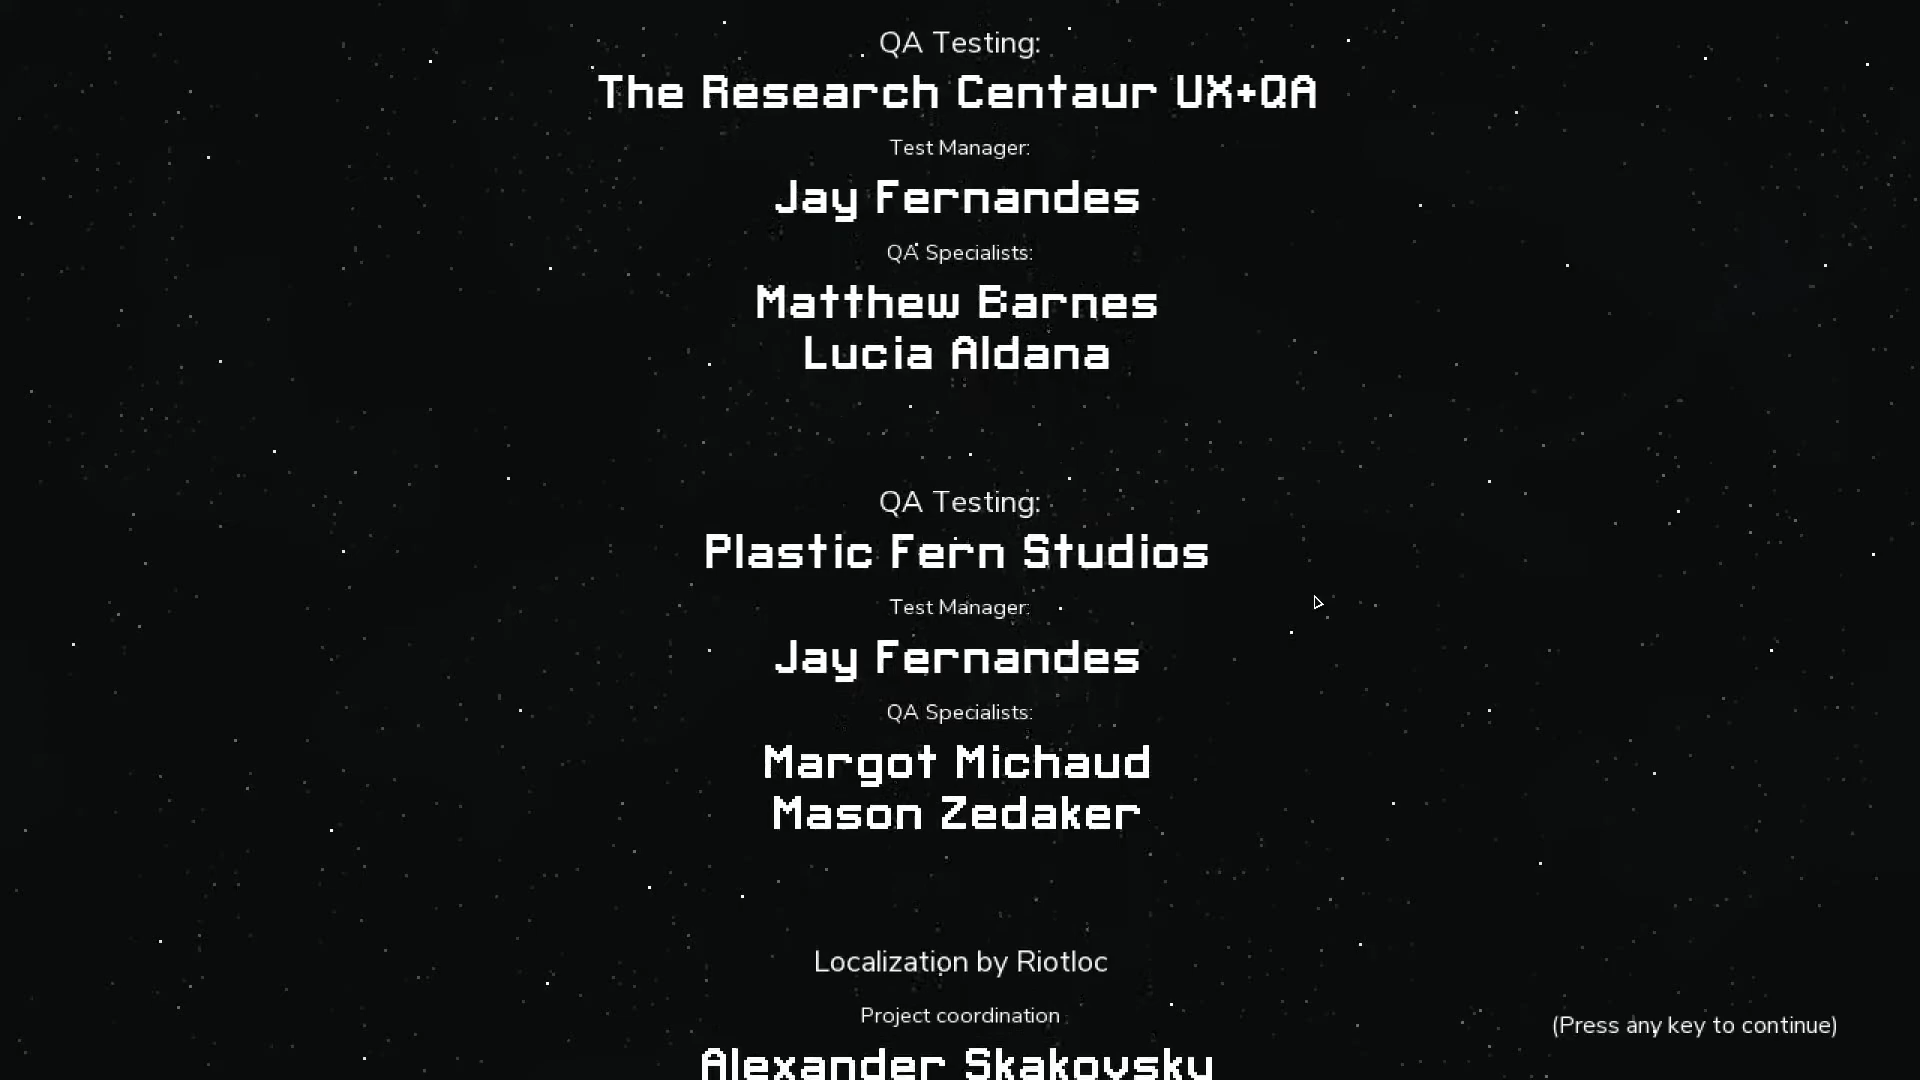 QA Testing:
The Research Centaur UX+QA
Test Manager:
Jay Fernandes
QA Specialists:
Matthew Barnes
Lucia Aldana
QA Testing:
Plastic Fern Studios
Test Manager:
Jay Fernandes
QA Specialists:
Margot Michaud
Mason Zedaker
Localization by Riotloc
Project coordination
Alexander Skakovsky
(Press any key to continue)